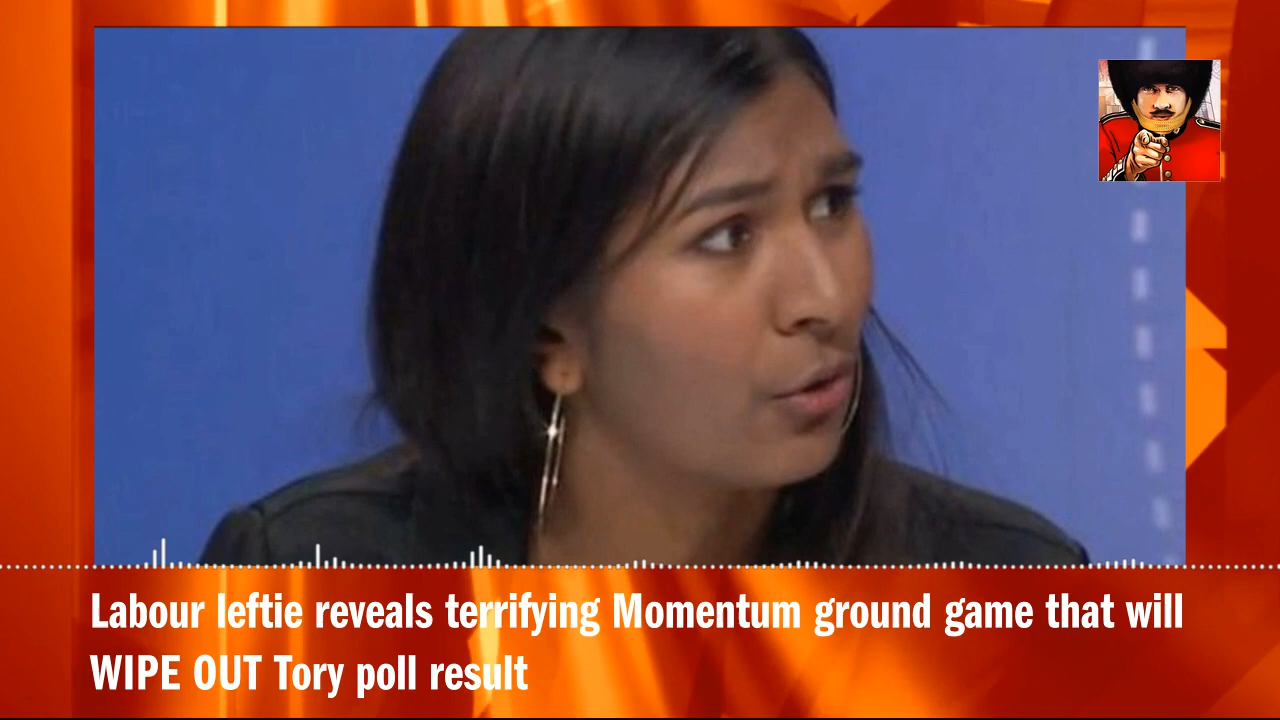 Labour leftie reveals terrifying Momentum ground game that will
WIPE OUT Tory poll result